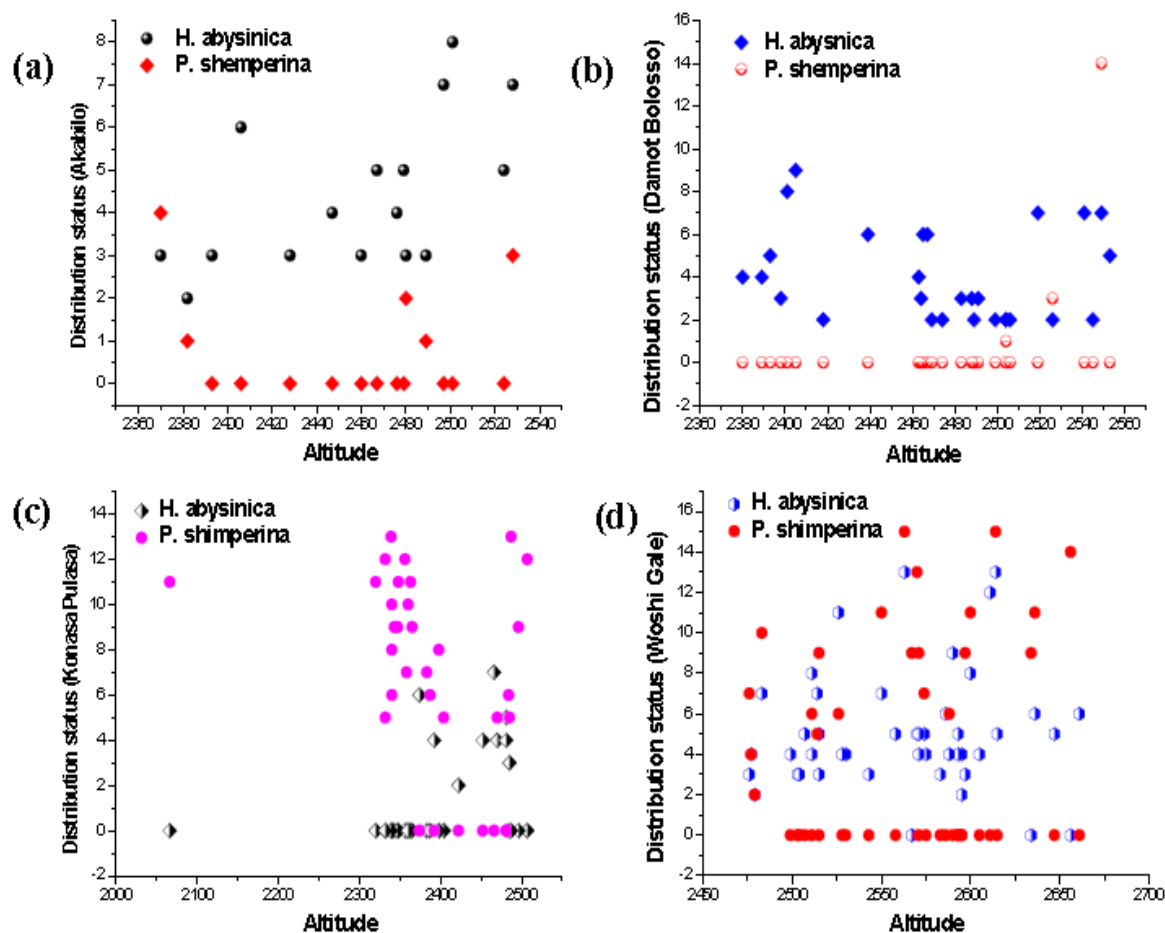 (a)
H. abysinica
P. shemperina
8
7
6
5
4
3
2
1
0
Distribution status (Akabilo)
2360 2380 2400 2420 2440 2460 2480 2500 2520 2540
Altitude
(b)
H. abysnica
P. shemperina
16
14
12
10
8
6
4
2
0
-2
Distribution status (Damot Bolosso)
2360 2380 2400 2420 2440 2460 2480 2500 2520 2540 2560
Altitude
(c)
H. abysinica
P. shimperina
14
12
10
8
6
4
2
0
-2
Distribution status (Konasa Pulasa)
2000 2100 2200 2300 2400 2500
Altitude
(d)
H. abysinica
P. shimperina
16
14
12
10
8
6
4
2
0
-2
Distribution status (Woshi Gale)
2450 2500 2550 2600 2650 2700
Altitude